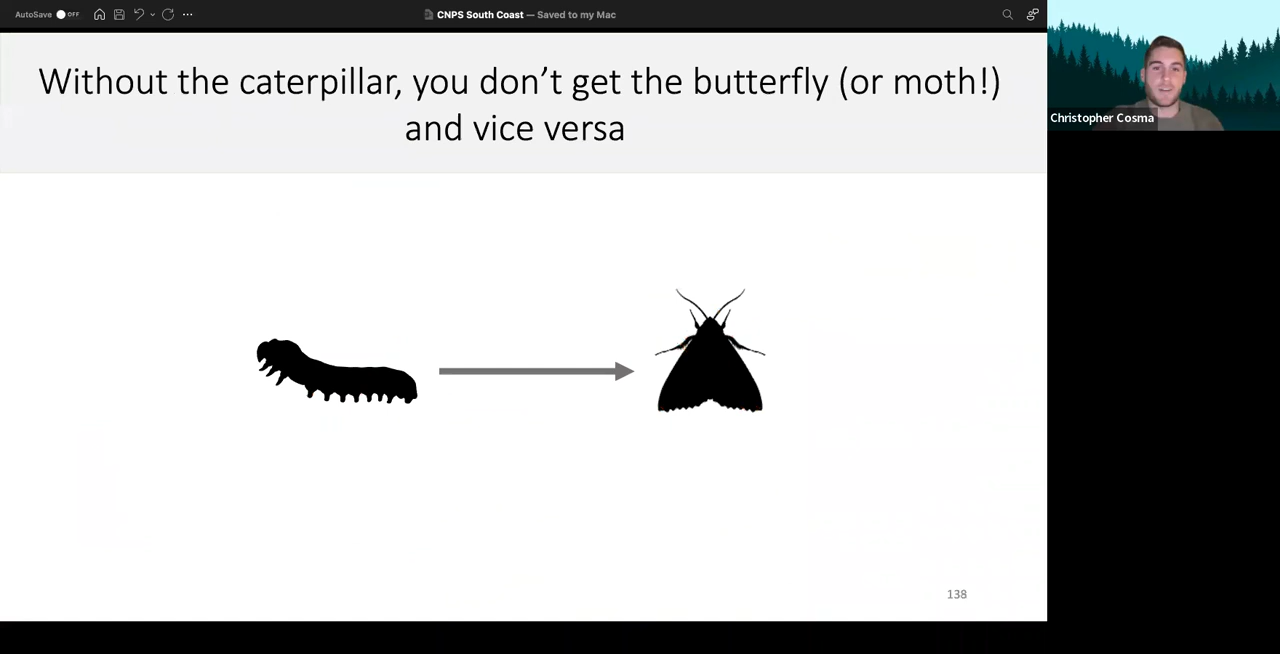 AutoSave OFF
CNPS South Coast — Saved to my Mac
Without the caterpillar, you don’t get the butterfly (or moth!)
and vice versa
Christopher Cosma
138